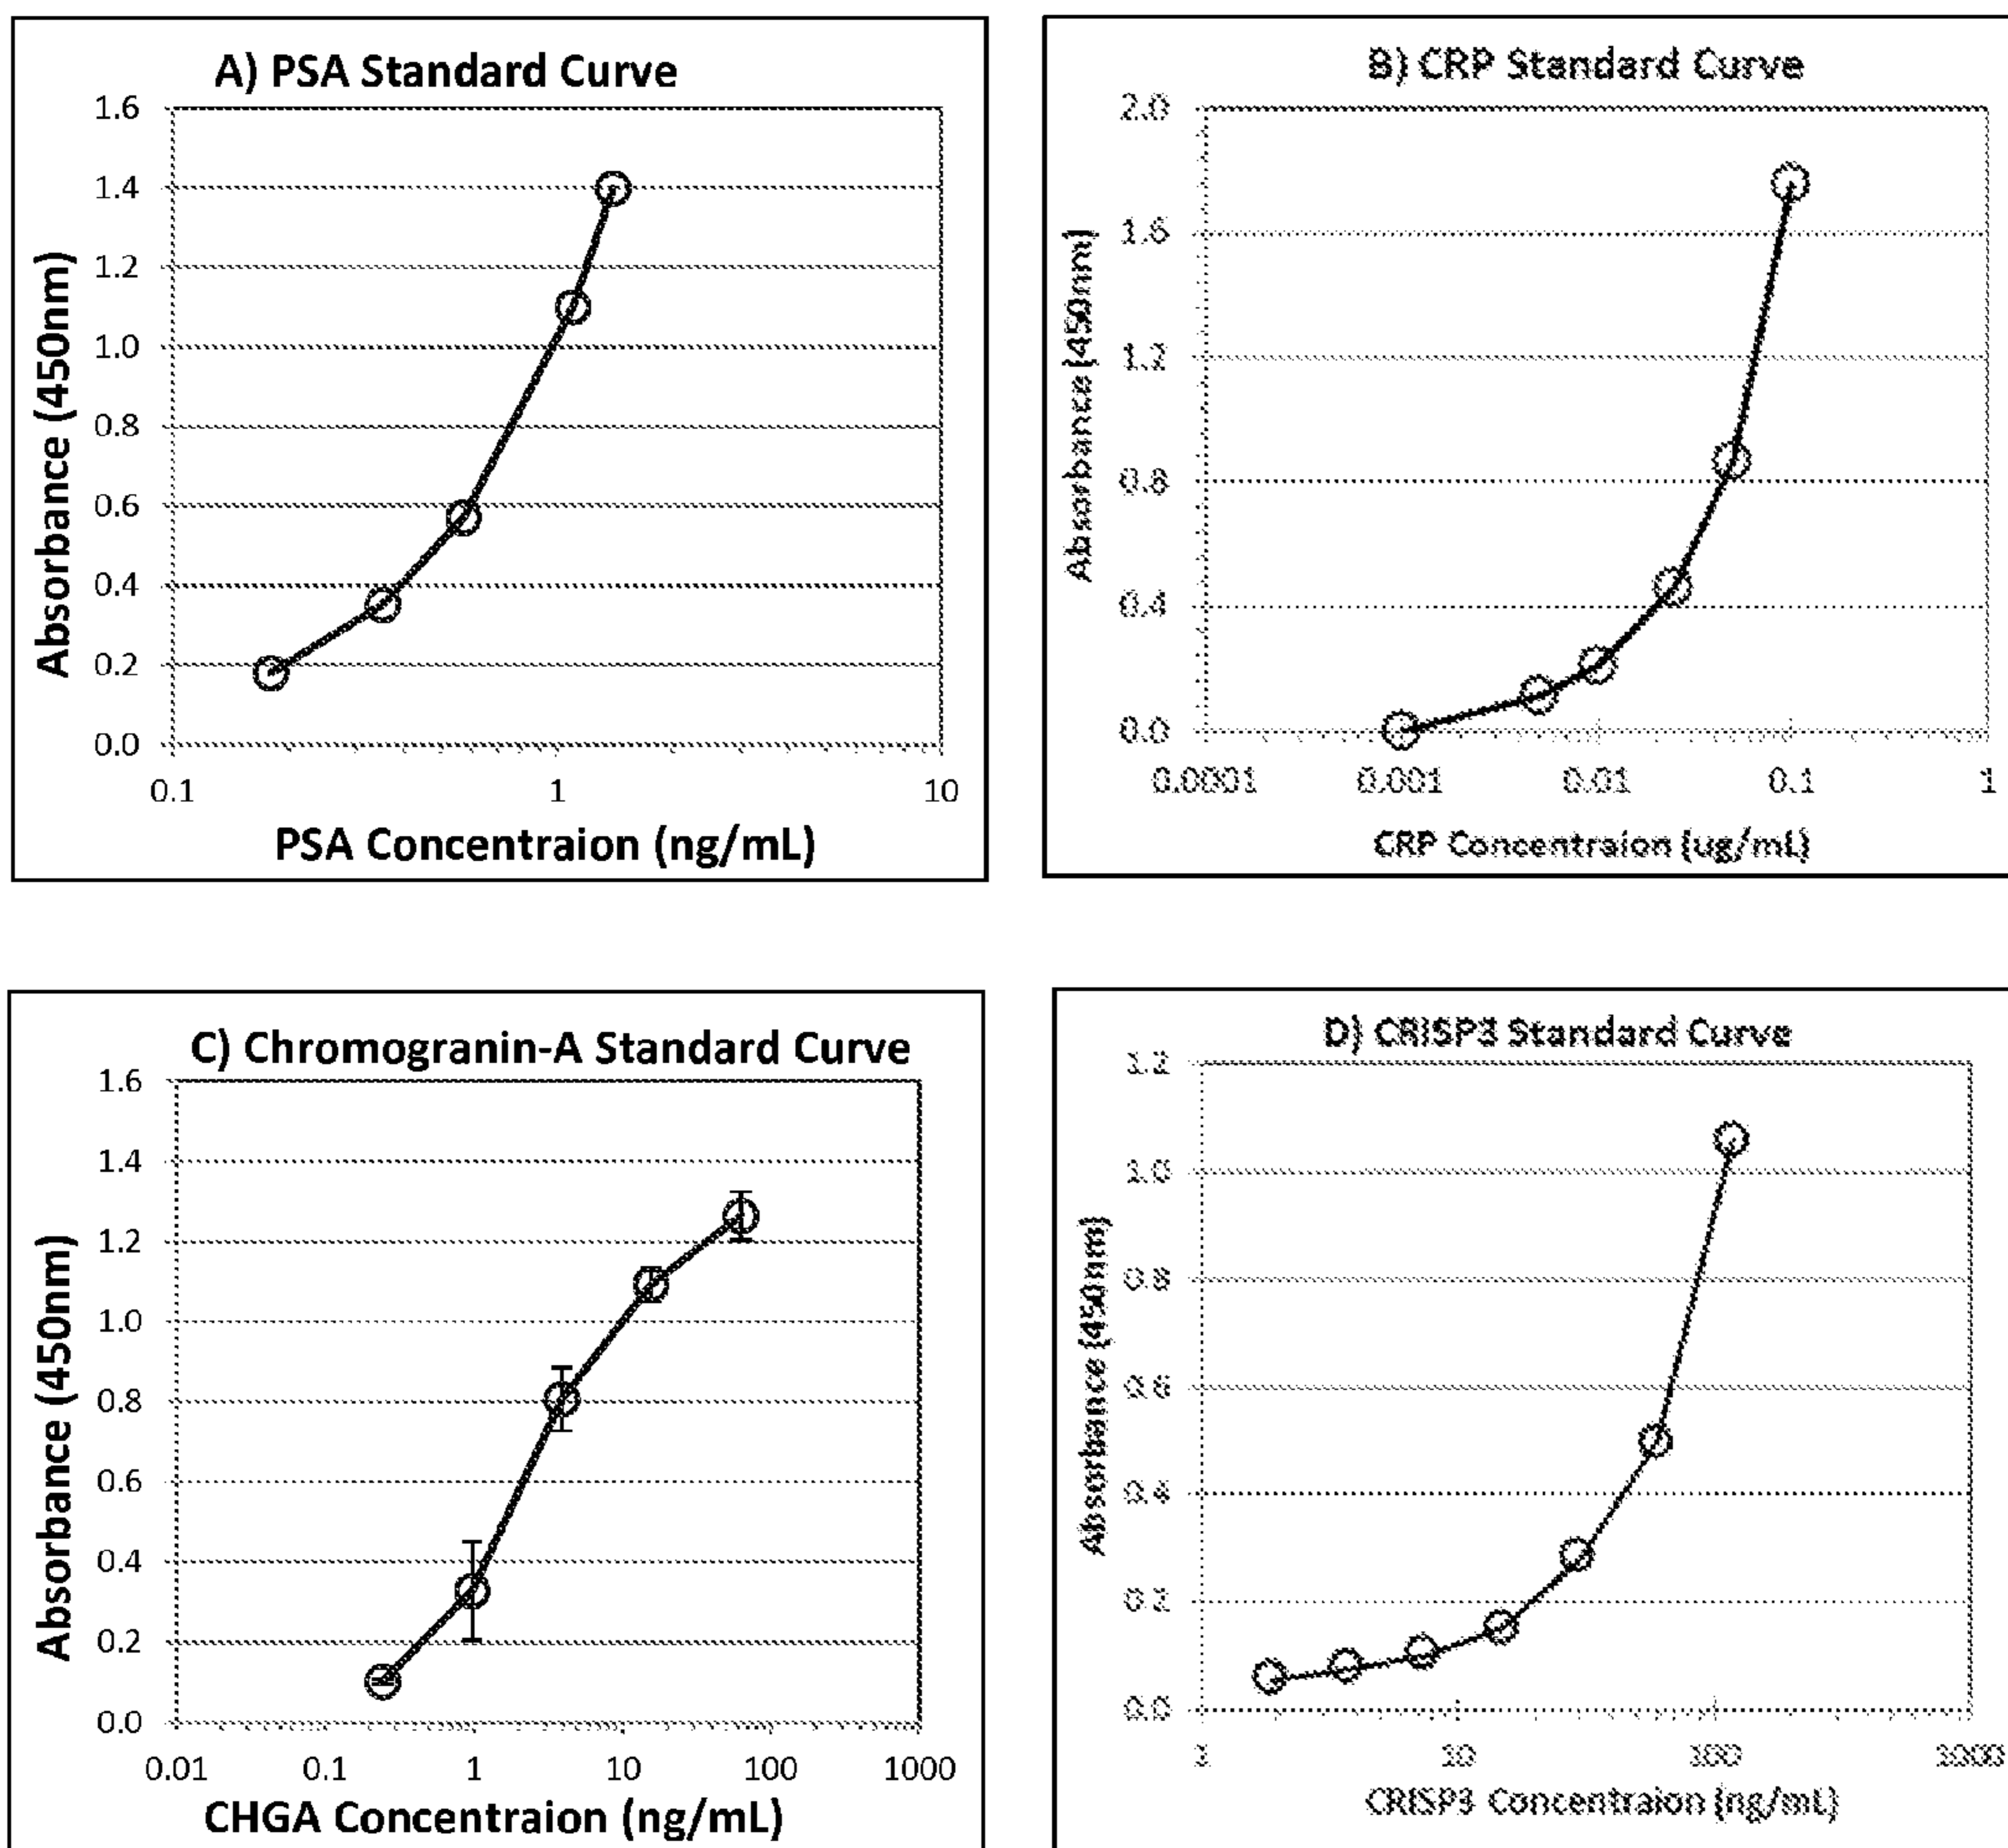 A) PSA Standard Curve
1.6
1.4
1.2
1.0
0.8
0.6
0.4
0.2
0.0
Absorbance (450nm)
0.1 1 10
PSA Concentraion (ng/mL)
B) CRP Standard Curve
2.0
1.6
1.2
0.8
0.4
0.0
Absorbance (450nm)
0.0001 0.001 0.01 0.1 1
CRP Concentraion (ug/mL)
C) Chromogranin-A Standard Curve
1.6
1.4
1.2
1.0
0.8
0.6
0.4
0.2
0.0
Absorbance (450nm)
0.01 0.1 1 10 100 1000
CHGA Concentraion (ng/mL)
D) CRISP3 Standard Curve
1.2
1.0
0.8
0.6
0.4
0.2
0.0
Absorbance (450nm)
1 10 100 1000
CRISP3 Concentraion (ng/mL)